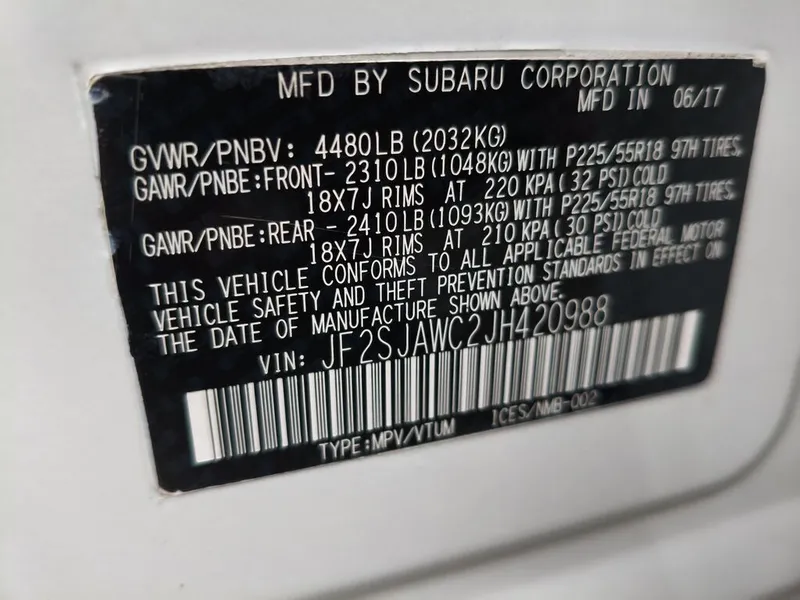 MFD BY SUBARU CORPORATION
MFD IN 06/17
GVWR/PNBV: 4480LB (2032KG)
GAWR/PNBE:FRONT- 2310LB (1048KG) WITH P225/55R18 97H TIRES,
18X7J RIMS AT 220 KPA ( 32 PSI) COLD
GAWR/PNBE:REAR - 2410LB (1093KG) WITH P225/55R18 97H TIRES,
18X7J RIMS AT 210 KPA ( 30 PSI) COLD
THIS VEHICLE CONFORMS TO ALL APPLICABLE FEDERAL MOTOR
VEHICLE SAFETY AND THEFT PREVENTION STANDARDS IN EFFECT ON
THE DATE OF MANUFACTURE SHOWN ABOVE.
VIN: JF2SJAWC2JH420988
TYPE:MPV/VTUM ICES/NMB-002